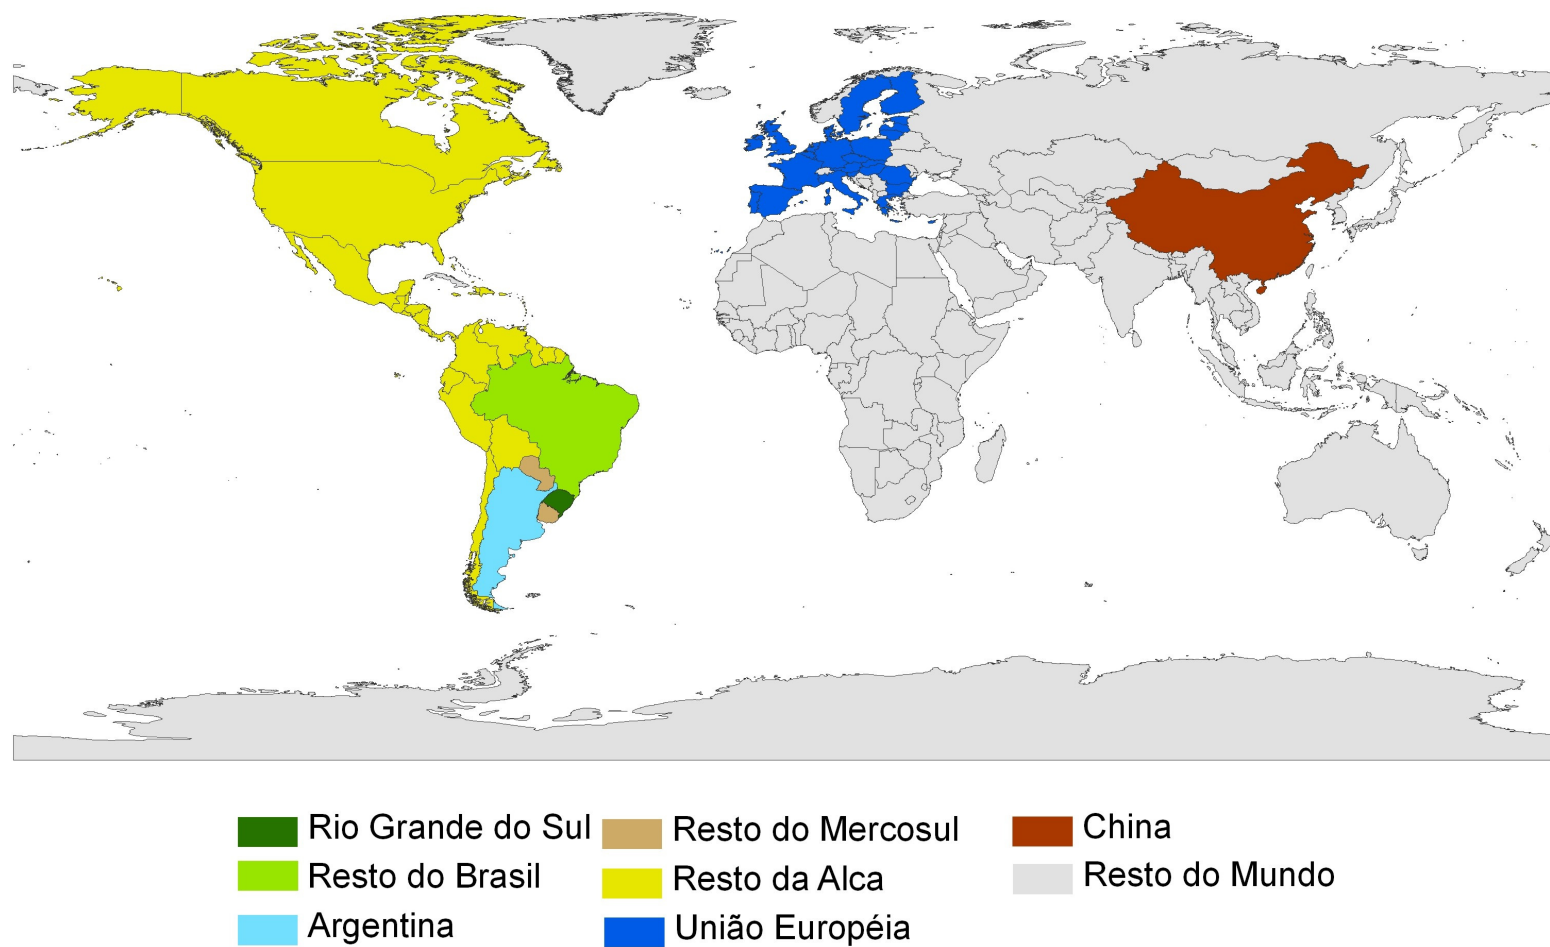 Rio Grande do Sul
Resto do Brasil
Argentina
Resto do Mercosul
Resto da Alca
União Européia
China
Resto do Mundo